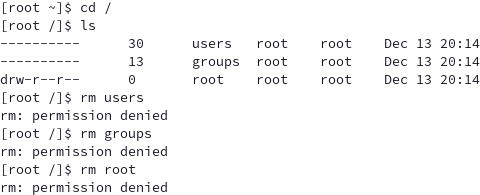 [root ~]$ cd /
[root /]$ ls
---------- 30 users root root Dec 13 20:14
---------- 13 groups root root Dec 13 20:14
drw-r--r-- 0 root root root Dec 13 20:14
[root /]$ rm users
rm: permission denied
[root /]$ rm groups
rm: permission denied
[root /]$ rm root
rm: permission denied